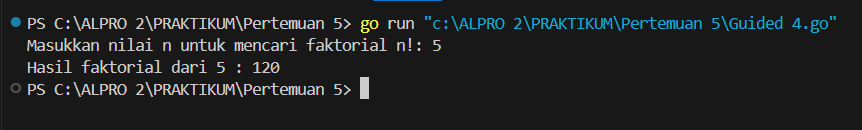 PS C:\ALPRO 2\PRAKTIKUM\Pertemuan 5> go run "c:\ALPRO 2\PRAKTIKUM\Pertemuan 5\Guided 4.go"
Masukkan nilai n untuk mencari faktorial n!: 5
Hasil faktorial dari 5 : 120
PS C:\ALPRO 2\PRAKTIKUM\Pertemuan 5>